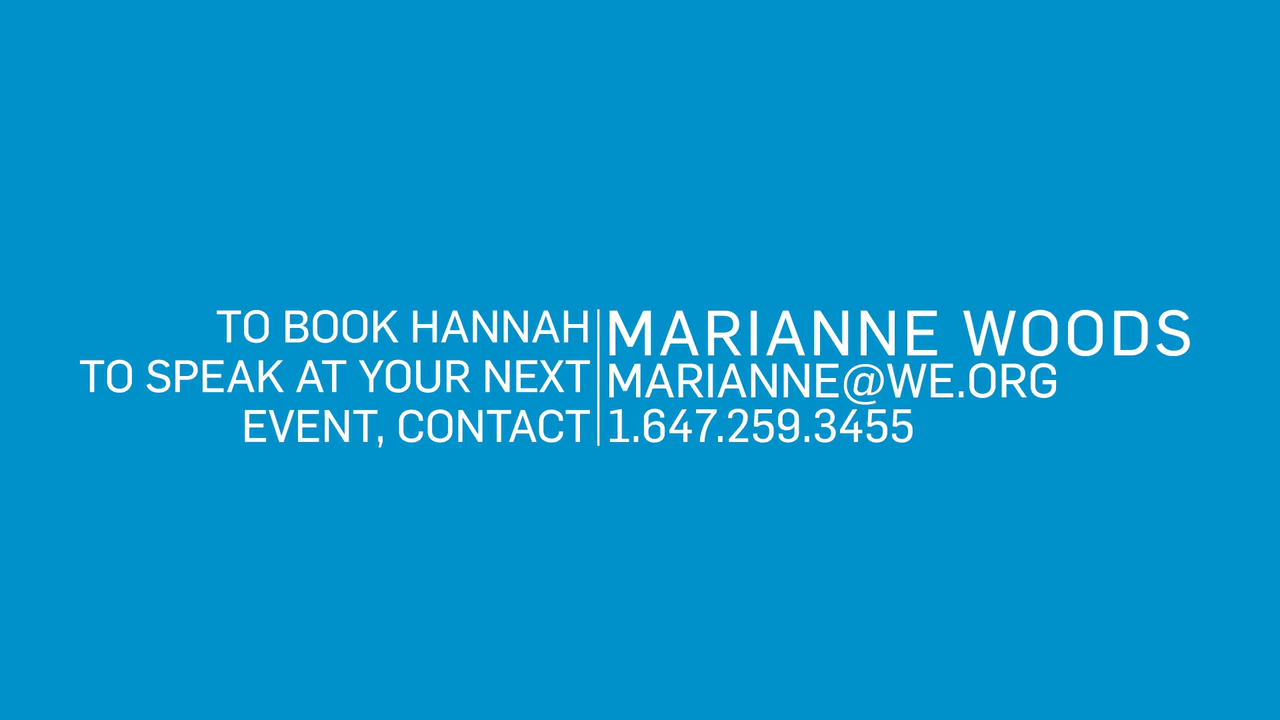 TO BOOK HANNAH
TO SPEAK AT YOUR NEXT
EVENT, CONTACT
MARIANNE WOODS
MARIANNE@WE.ORG
1.647.259.3455